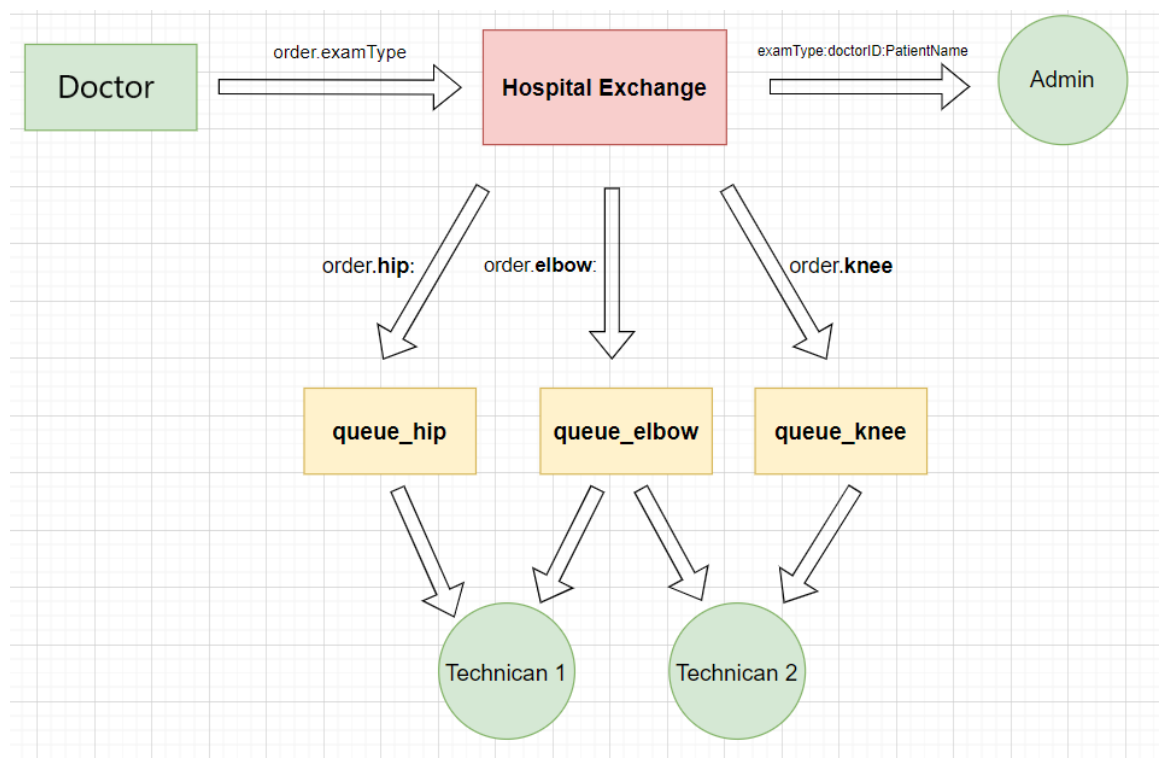 order.examType
examType:doctorID:PatientName
Doctor
Hospital Exchange
Admin
order.hip:
order.elbow:
order.knee
queue_hip
queue_elbow
queue_knee
Technican 1
Technican 2